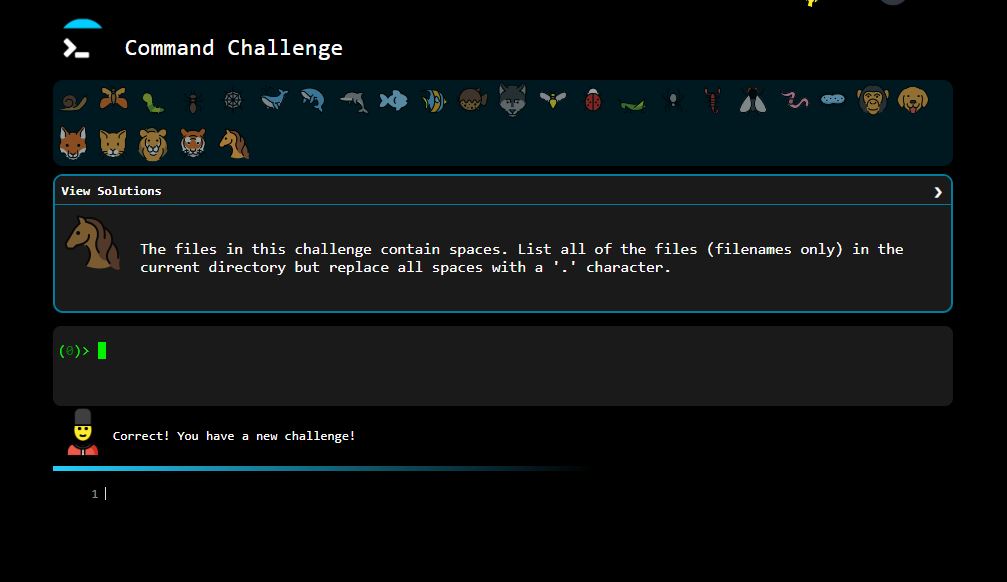 Command Challenge
View Solutions
The files in this challenge contain spaces. List all of the files (filenames only) in the
current directory but replace all spaces with a '.' character.
(0)>
Correct! You have a new challenge!
1